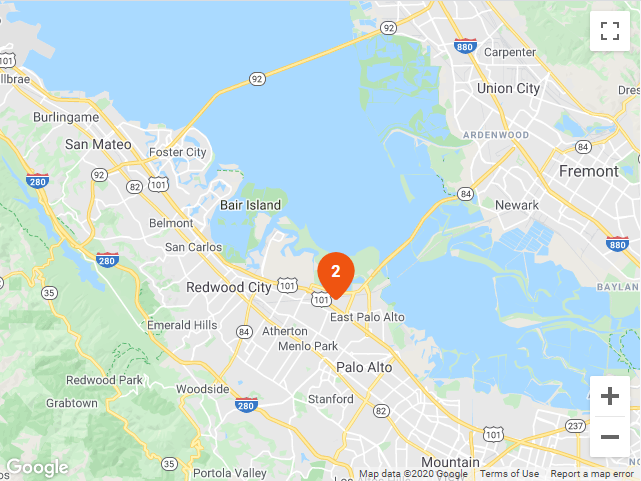 92
101
880
Carpenter
llbrae
92
Union City
Dres
Burlingame
ARDENWOOD
San Mateo
Foster City
84
84
Fremont
280
92
82
101
Bair Island
84
Newark
Belmont
880
San Carlos
280
2
BAYLAN
Redwood City
101
101
35
Emerald Hills
84
Atherton
East Palo Alto
Menlo Park
Palo Alto
Redwood Park
Woodside
Grabtown
280
Stanford
82
237
101
35
Portola Valley
Mountain
Google
Map data ©2020 Google
Terms of Use
Report a map error